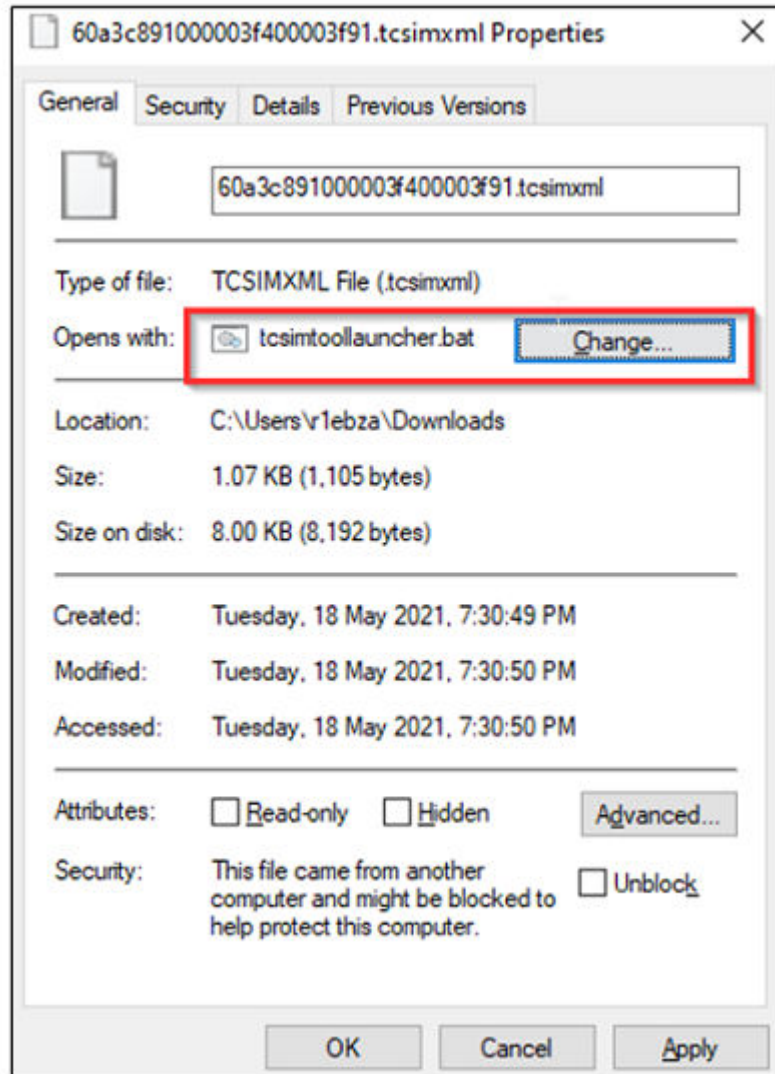 60a3c891000003f400003f91.tcsimxml Properties
General Security Details Previous Versions
60a3c891000003f400003f91.tcsimxml
Type of file: TCSIMXML File (.tcsimxml)
Opens with: tcsimtoollauncher.bat Change...
Location: C:\Users\r1ebza\Downloads
Size: 1.07 KB (1,105 bytes)
Size on disk: 8.00 KB (8,192 bytes)
Created: Tuesday, 18 May 2021, 7:30:49 PM
Modified: Tuesday, 18 May 2021, 7:30:50 PM
Accessed: Tuesday, 18 May 2021, 7:30:50 PM
Attributes: Read-only Hidden Advanced...
Security: This file came from another
computer and might be blocked to Unblock
help protect this computer.
OK Cancel Apply